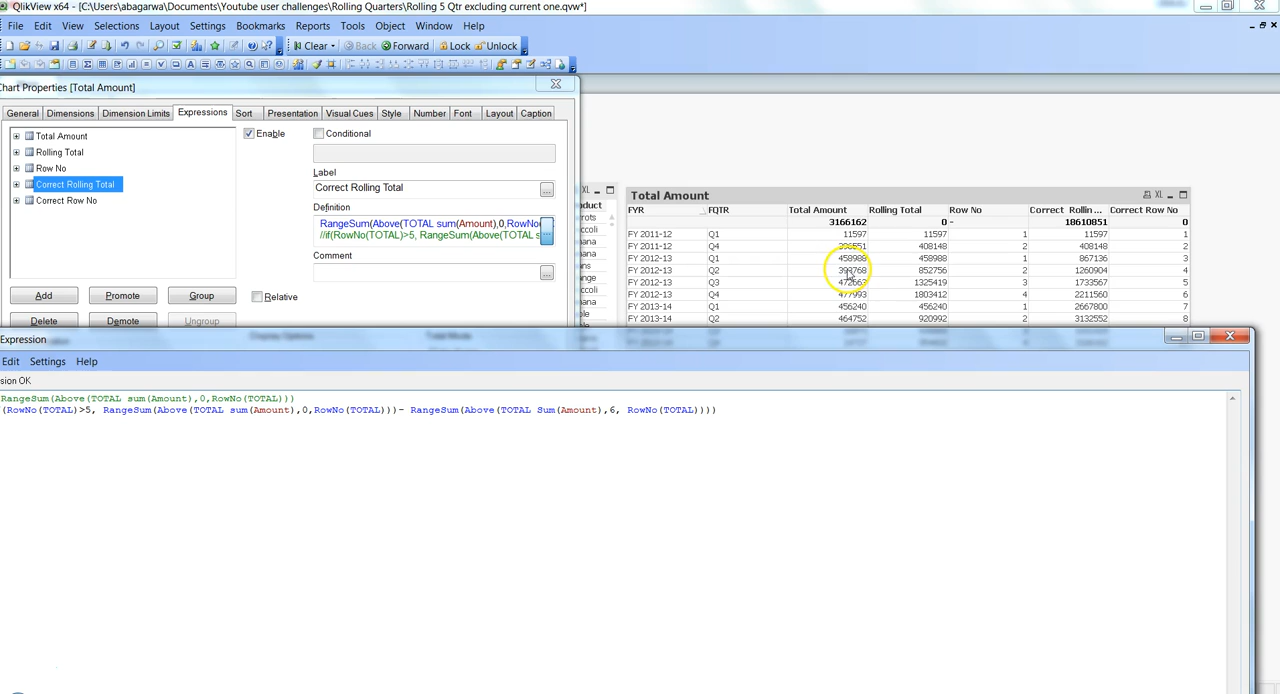 QlikView x64 - [C:\Users\abagarwa\Documents\Youtube user challenges\Rolling Quarters\Rolling 5 Qtr excluding current one.qvw*]
File Edit View Selections Layout Settings Bookmarks Reports Tools Object Window Help
Clear Back Forward Lock Unlock
Chart Properties [Total Amount]
General Dimensions Dimension Limits Expressions Sort Presentation Visual Cues Style Number Font Layout Caption
Total Amount
Rolling Total
Row No
Correct Rolling Total
Correct Row No
Enable Conditional
Label
Correct Rolling Total
Definition
RangeSum(Above(TOTAL sum(Amount),0,RowNo(
//if(RowNo(TOTAL)>5, RangeSum(Above(TOTAL s
Comment
Relative
Add Promote Group
Delete Demote Ungroup
XL
Total Amount XL
FYR FQTR Total Amount Rolling Total Row No Correct Rollin ... Correct Row No
3166162 0 - 18610851 0
FY 2011-12 Q1 11597 11597 1 11597 1
FY 2011-12 Q4 396551 408148 2 408148 2
FY 2012-13 Q1 458988 458988 1 867136 3
FY 2012-13 Q2 393768 852756 2 1260904 4
FY 2012-13 Q3 472663 1325419 3 1733567 5
FY 2012-13 Q4 477993 1803412 4 2211560 6
FY 2013-14 Q1 456240 456240 1 2667800 7
FY 2013-14 Q2 464752 920992 2 3132552 8
Expression
Edit Settings Help
sion OK
RangeSum(Above(TOTAL sum(Amount),0,RowNo(TOTAL)))
(RowNo(TOTAL)>5, RangeSum(Above(TOTAL sum(Amount),0,RowNo(TOTAL)))- RangeSum(Above(TOTAL Sum(Amount),6, RowNo(TOTAL))))